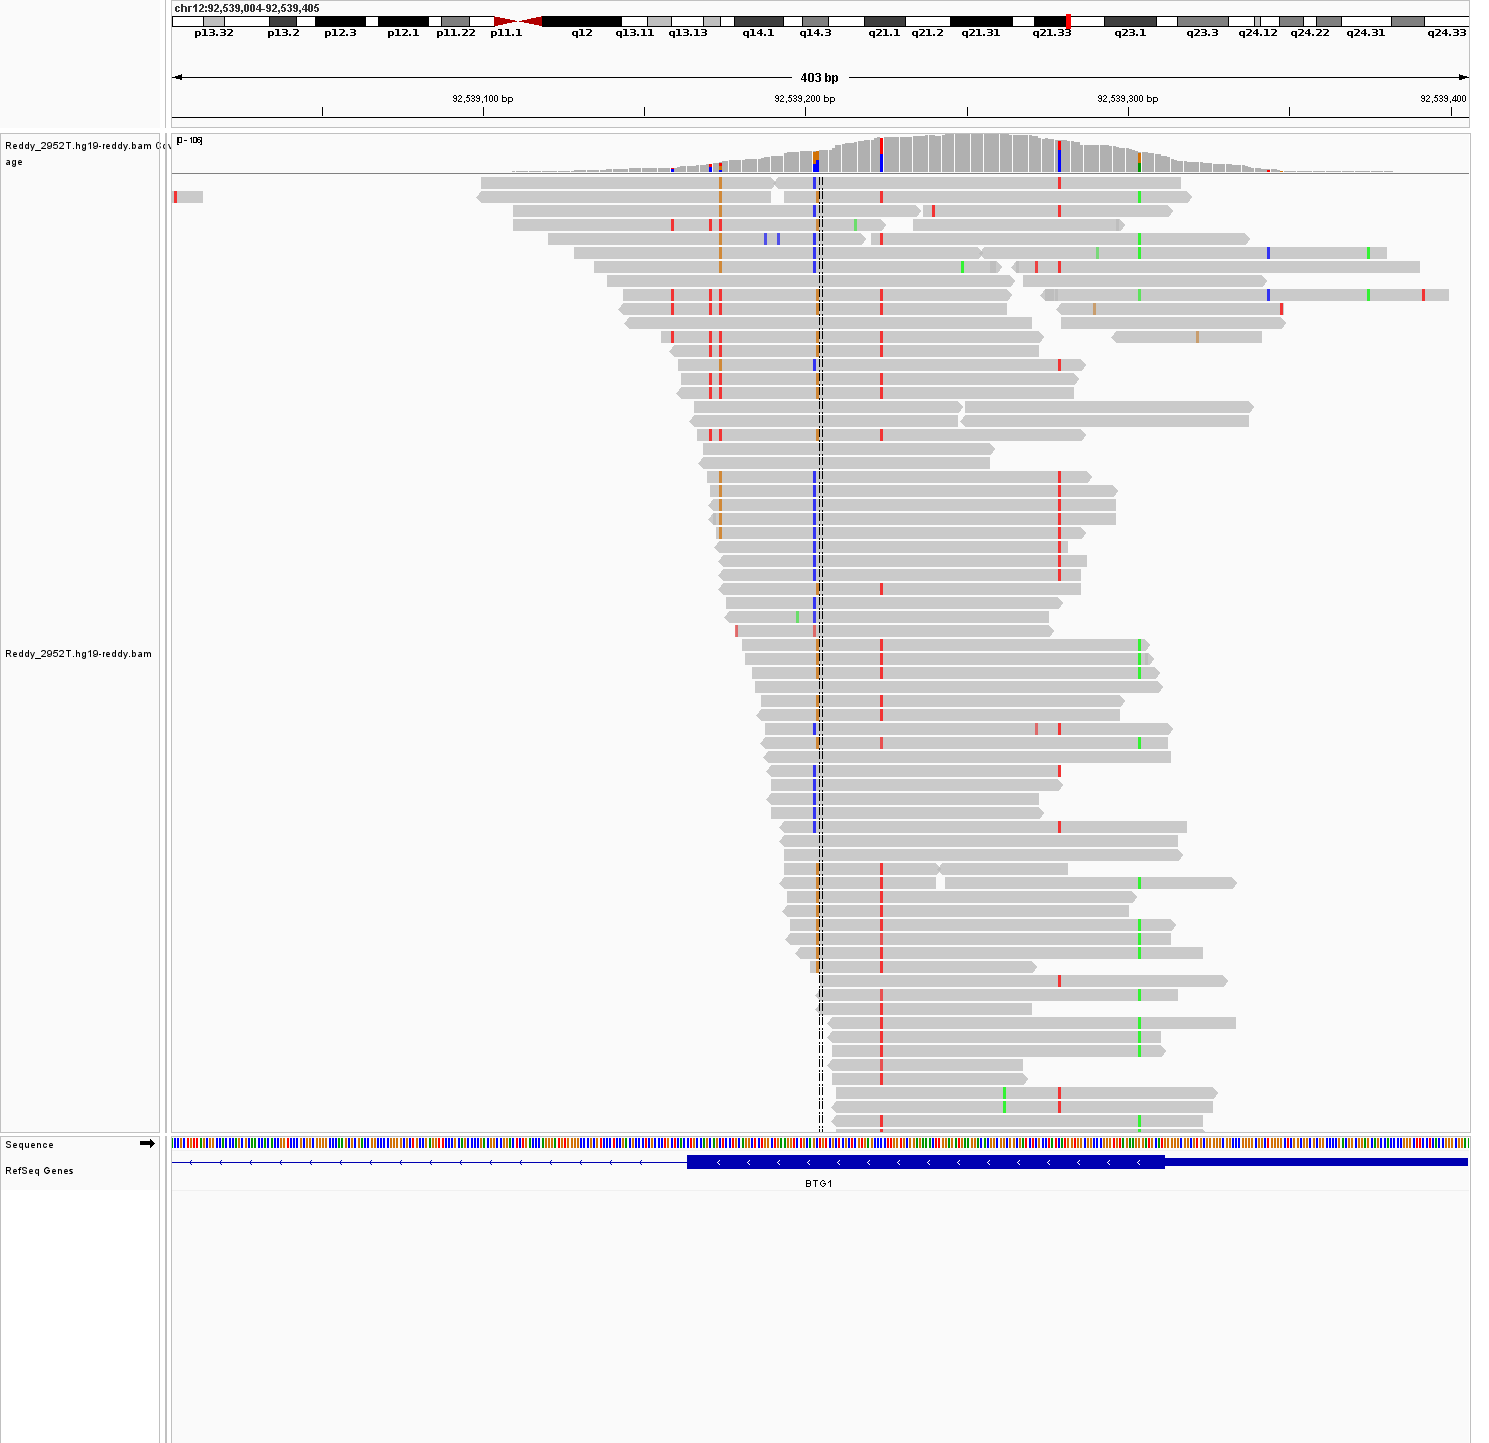 chr12:92,539,004-92,539,405
p13.32 p13.2 p12.3 p12.1 p11.22 p11.1 q12 q13.11 q13.13 q14.1 q14.3 q21.1 q21.2 q21.31 q21.33 q23.1 q23.3 q24.12 q24.22 q24.31 q24.33
403 bp
92,539,100 bp 92,539,200 bp 92,539,300 bp 92,539,400
Reddy_2952T.hg19-reddy.bam Cov
age
[0 - 106]
Reddy_2952T.hg19-reddy.bam
Sequence
RefSeq Genes
BTG1